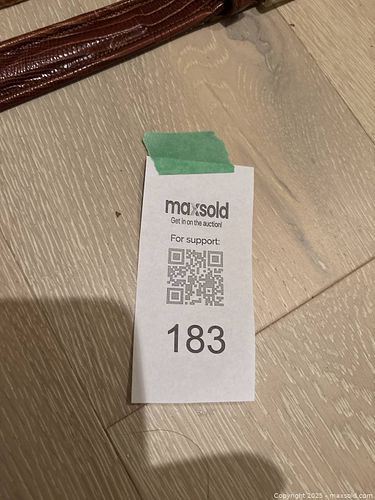 maxsold
Get in on the auction!
For support:
183
Copyright 2025 - maxsold.com